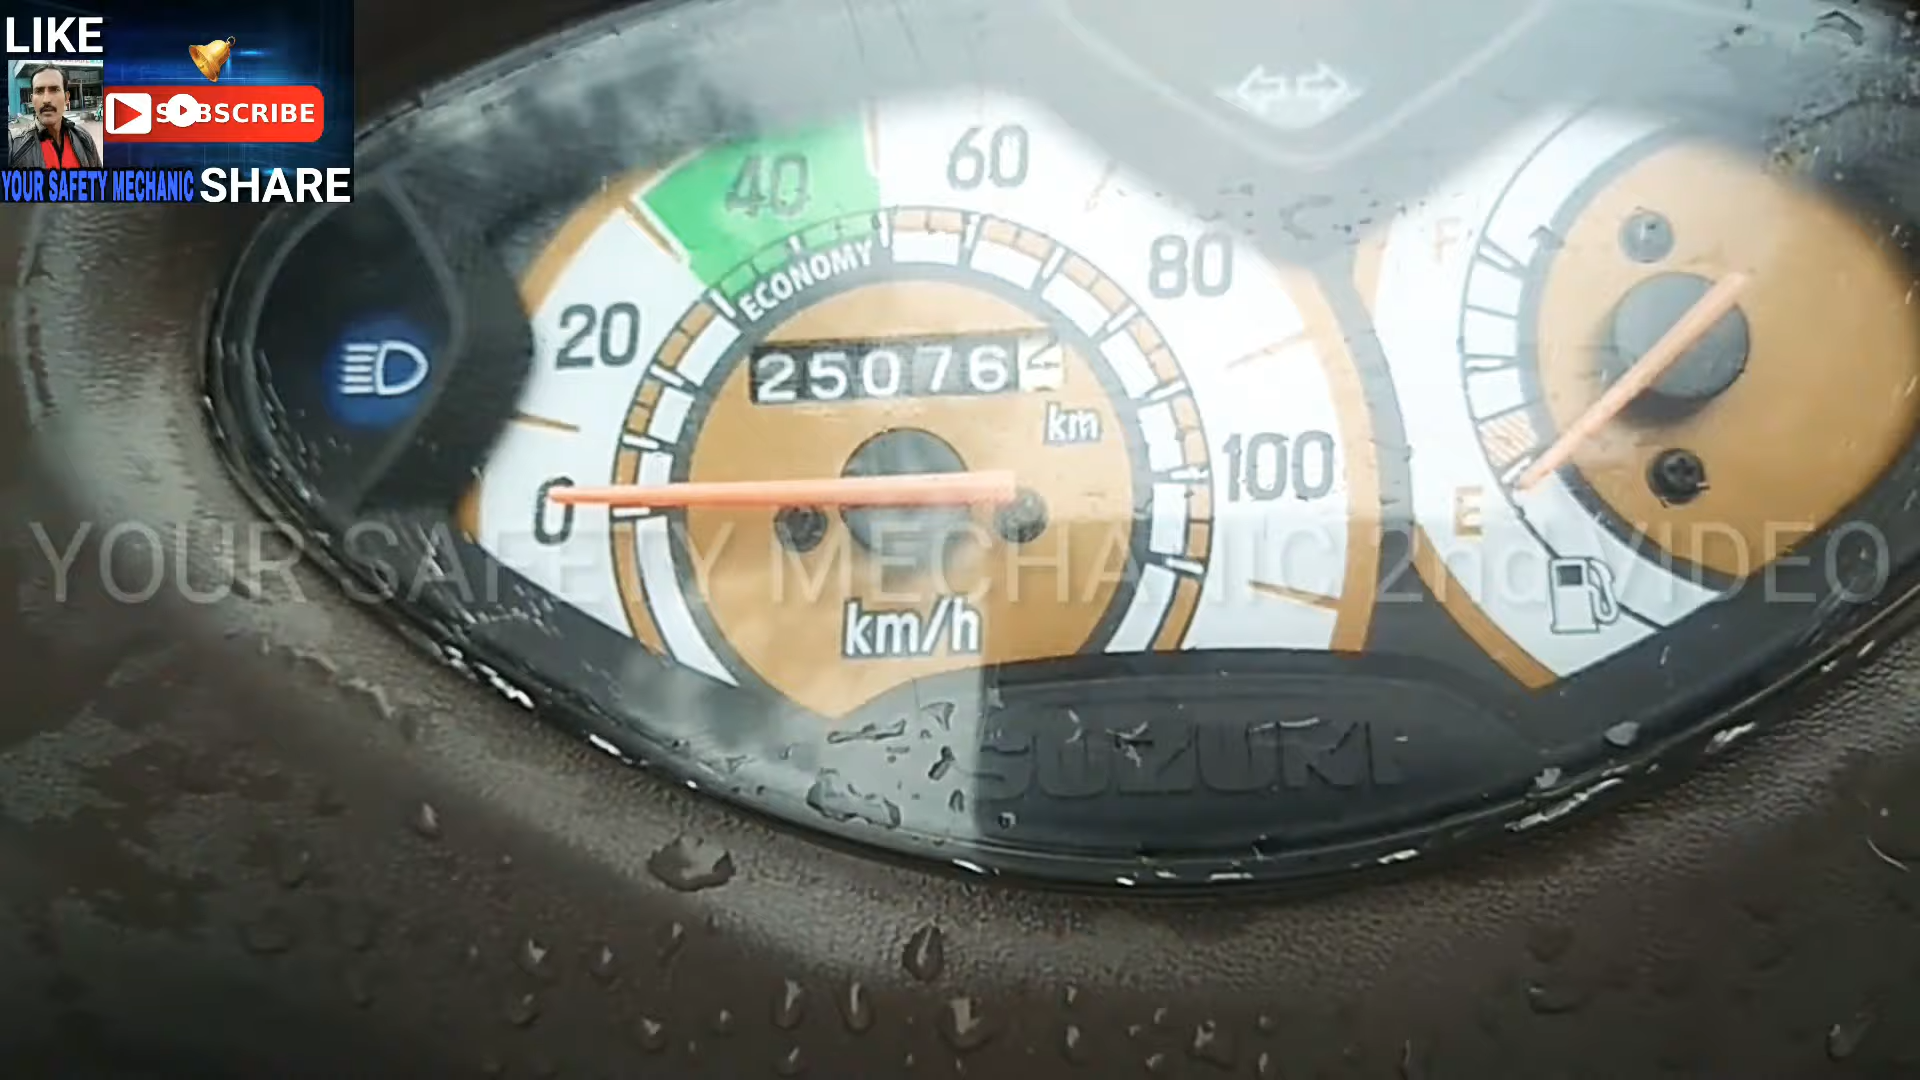 LIKE
SUBSCRIBE
YOUR SAFETY MECHANIC
SHARE
40
60
ECONOMY
80
20
F
25076
km
100
0
E
YOUR SAFETY MECHANIC 2nd VIDEO
km/h
SUZUKI